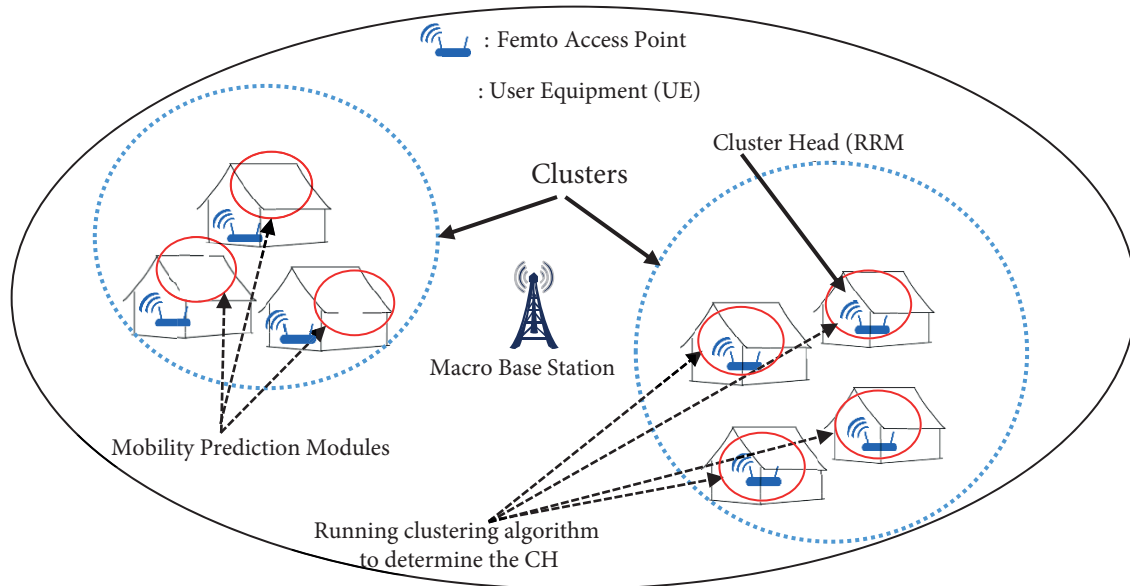 : Femto Access Point
: User Equipment (UE)
Cluster Head (RRM
Clusters
Macro Base Station
Mobility Prediction Modules
Running clustering algorithm
to determine the CH